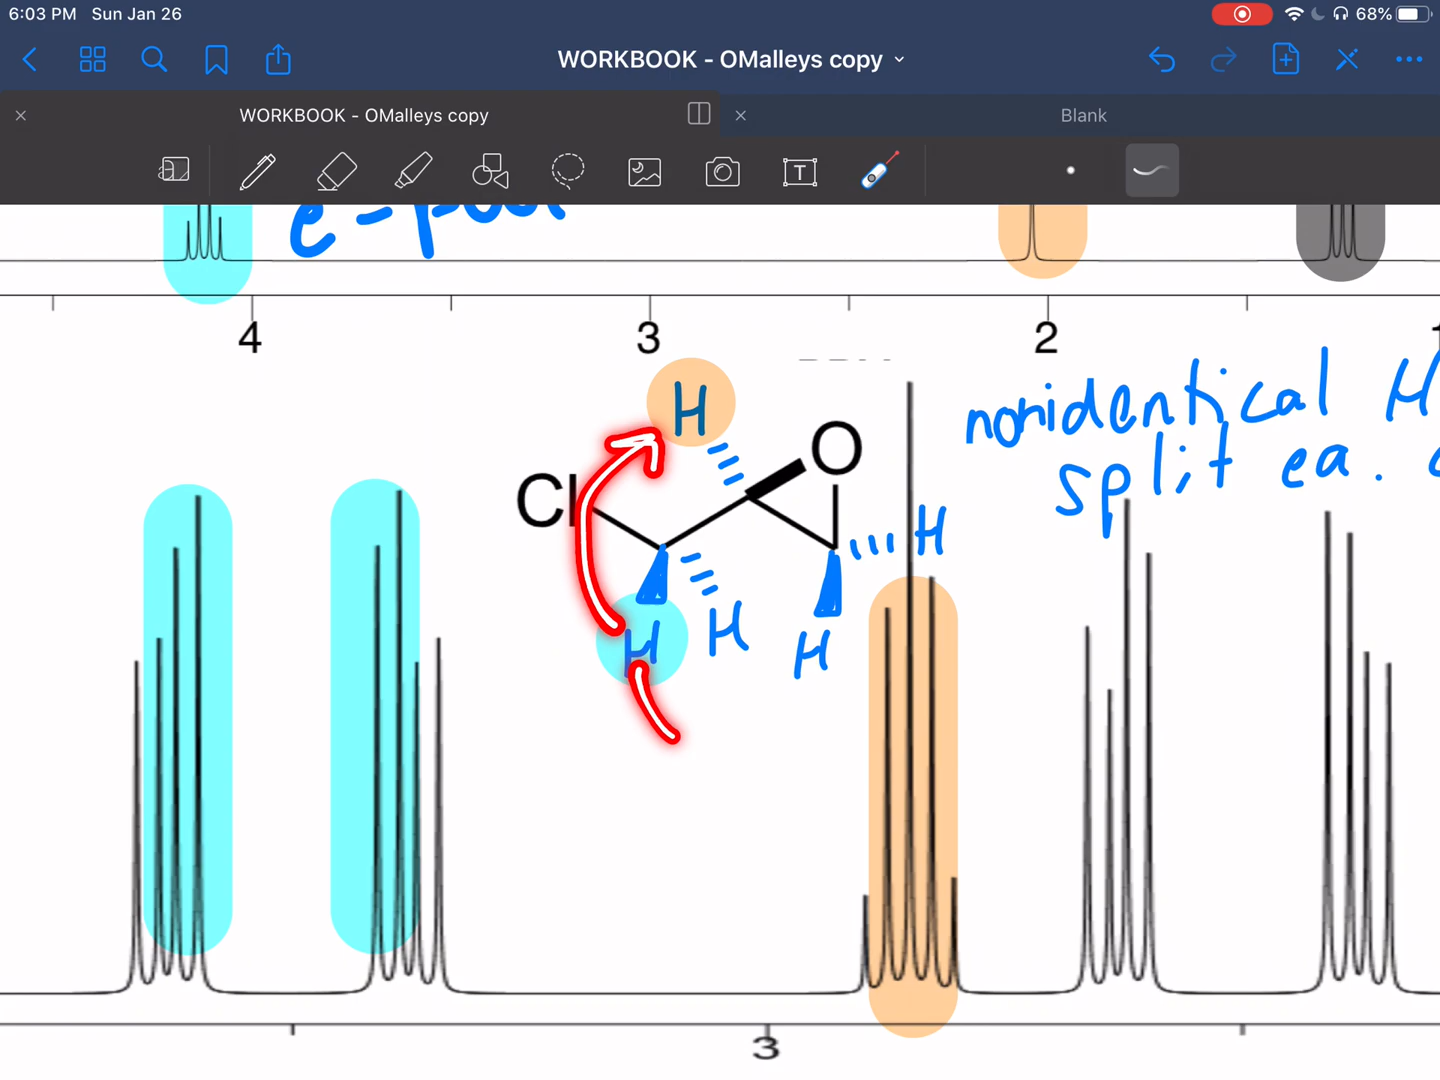 6:03 PM Sun Jan 26
68%
WORKBOOK - OMalleys copy
WORKBOOK - OMalleys copy
Blank
T
4
3
2
H
O
nonidentical H
split ea.
Cl
H
H
H
H
3